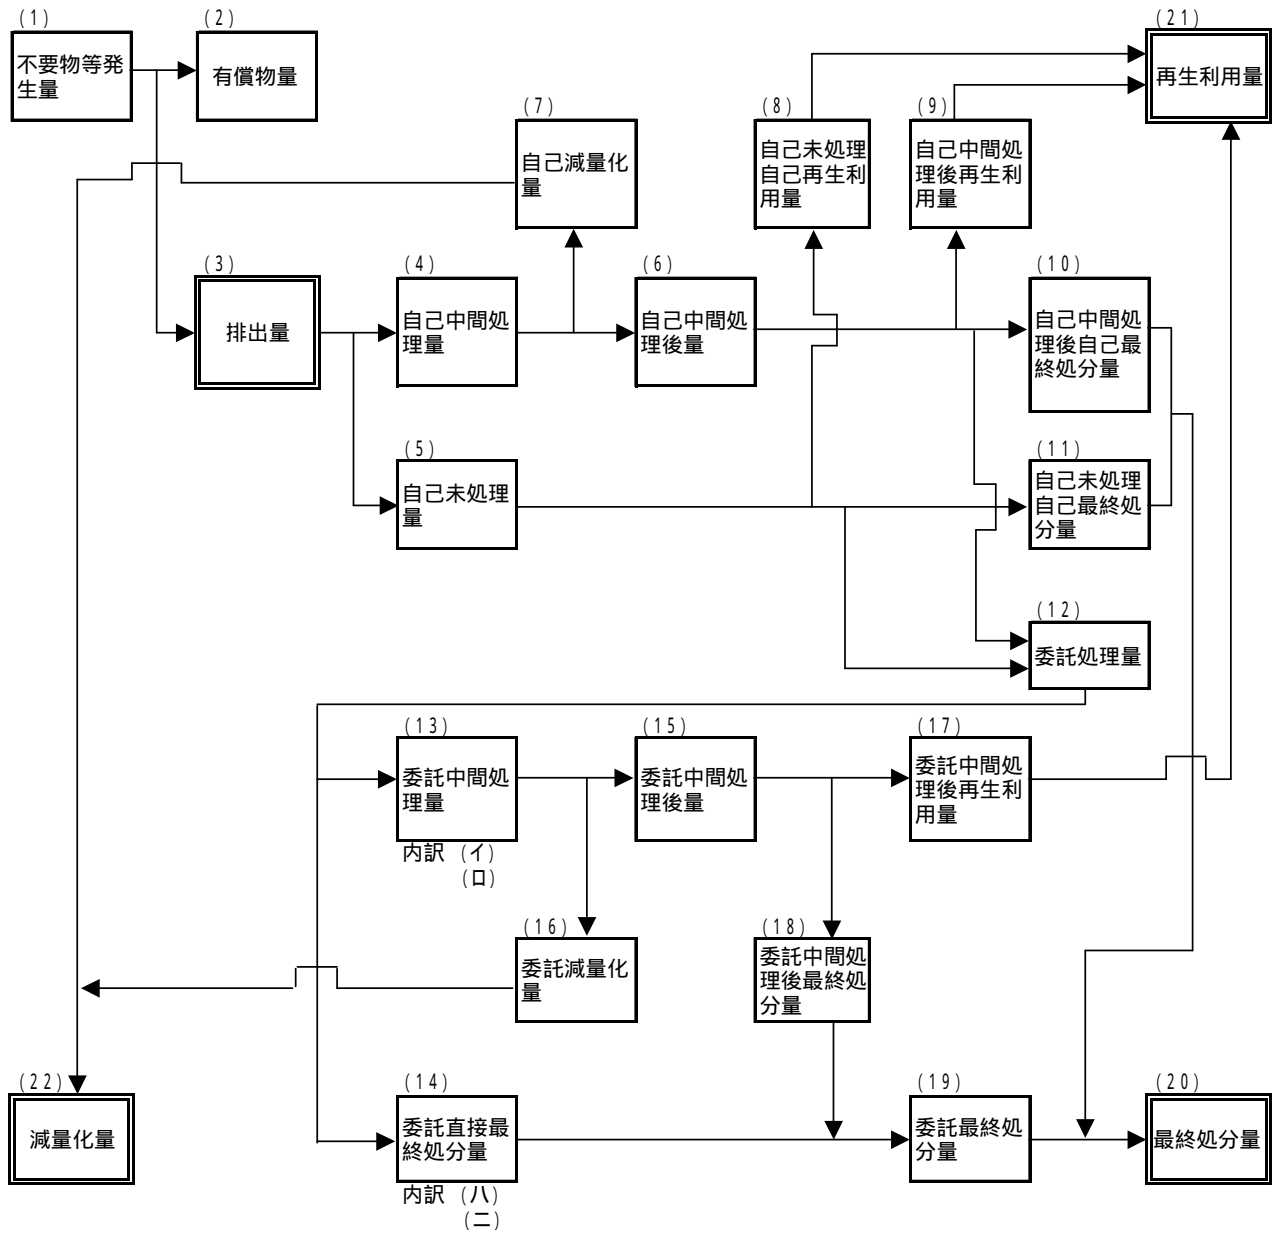 (1)
不要物等発
生量
(2)
有償物量
(21)
再生利用量
(7)
自己減量化
量
(8)
自己未処理
自己再生利
用量
(9)
自己中間処
理後再生利
用量
(3)
排出量
(4)
自己中間処
理量
(6)
自己中間処
理後量
(10)
自己中間処
理後自己最
終処分量
(5)
自己未処理
量
(11)
自己未処理
自己最終処
分量
(12)
委託処理量
(13)
委託中間処
理量
内訳 (イ)
(ロ)
(15)
委託中間処
理後量
(17)
委託中間処
理後再生利
用量
(16)
委託減量化
量
(18)
委託中間処
理後最終処
分量
(22)
減量化量
(14)
委託直接最
終処分量
内訳 (ハ)
(ニ)
(19)
委託最終処
分量
(20)
最終処分量